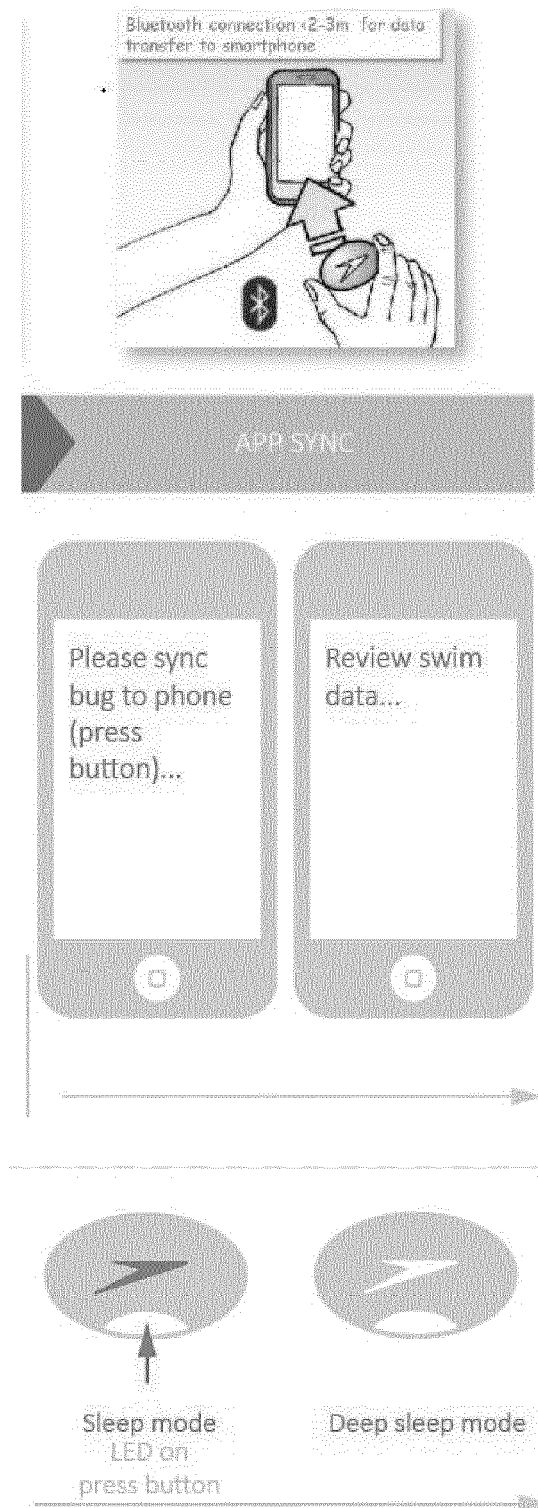 Bluetooth connection <2-3m for data
transfer to smartphone
APP SYNC
Please sync
bug to phone
(press
button)...
Review swim
data...
Sleep mode
LED on
press button
Deep sleep mode